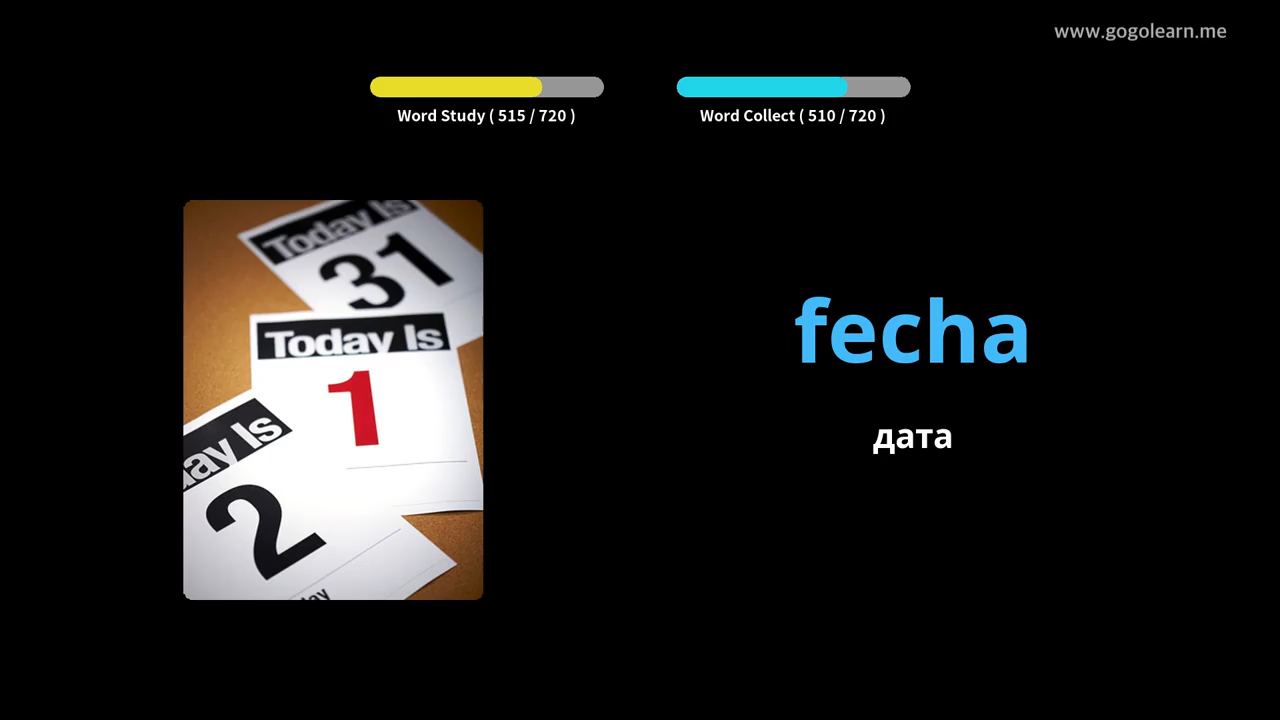 www.gogolearn.me
Word Study ( 515 / 720 )
Word Collect ( 510 / 720 )
Today Is
31
Today Is
1
ay Is
2
fecha
дата